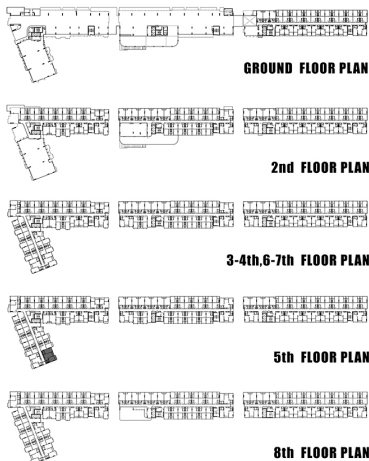 GROUND FLOOR PLAN
2nd FLOOR PLAN
3-4th,6-7th FLOOR PLAN
5th FLOOR PLAN
8th FLOOR PLAN